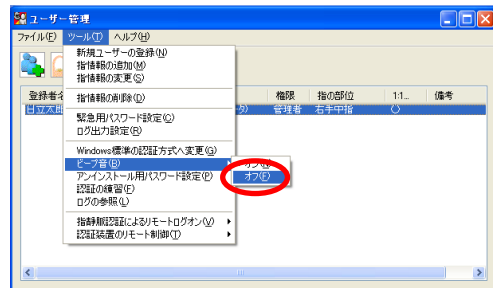 ユーザー管理
ファイル(F) ツール(T) ヘルプ(H)
新規ユーザーの登録(N)
指情報の追加(M)
指情報の変更(S)
指情報の削除(D)
緊急用パスワード設定(C)
ログ出力設定(R)
Windows標準の認証方式へ変更(G)
ビープ音(B)
アンインストール用パスワード設定(P)
認証の練習(E)
ログの参照(L)
指静脈認証によるリモートログオン(V)
認証装置のリモート制御(T)
オフ(F)
登録者名 権限 指の部位 1:1... 備考
日立太郎 管理者 右手中指 ○